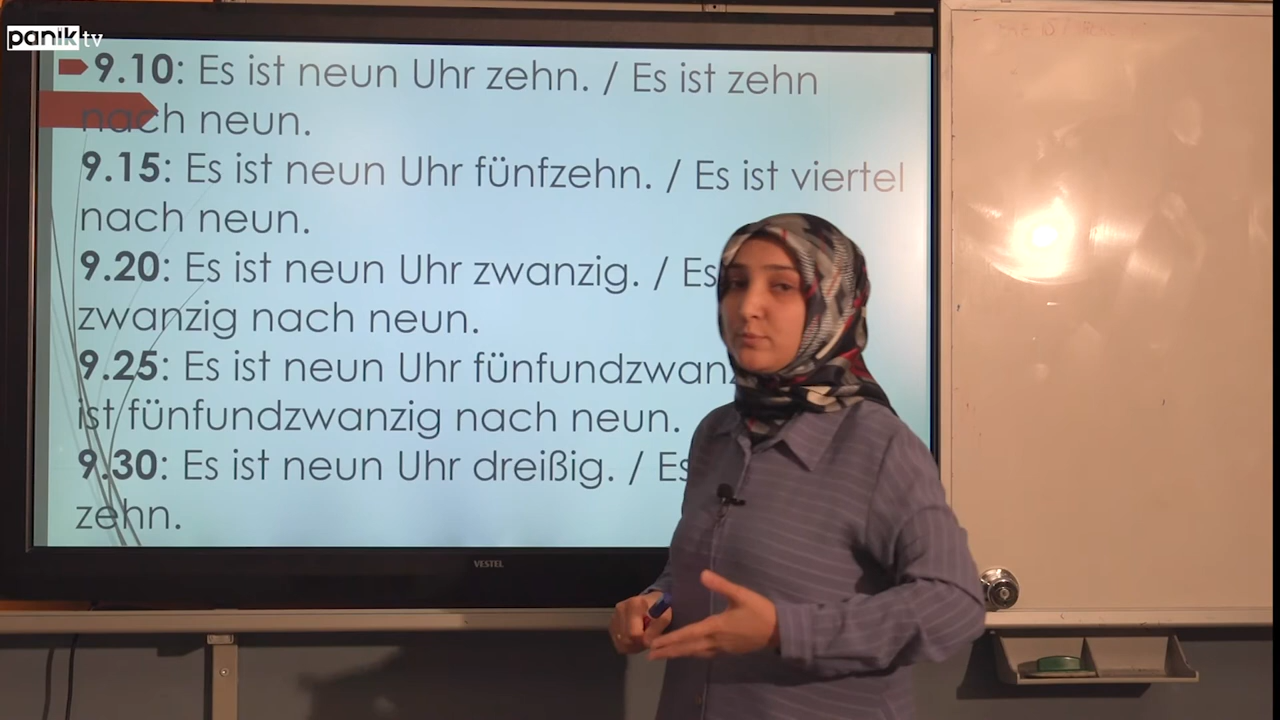 panik tv
9.10: Es ist neun Uhr zehn. / Es ist zehn
nach neun.
9.15: Es ist neun Uhr fünfzehn. / Es ist viertel
nach neun.
9.20: Es ist neun Uhr zwanzig. / Es
zwanzig nach neun.
9.25: Es ist neun Uhr
ist fünfundzwanzig nach neun.
9.30: Es ist neun Uhr dreißig. / Es
zehn.
VESTEL